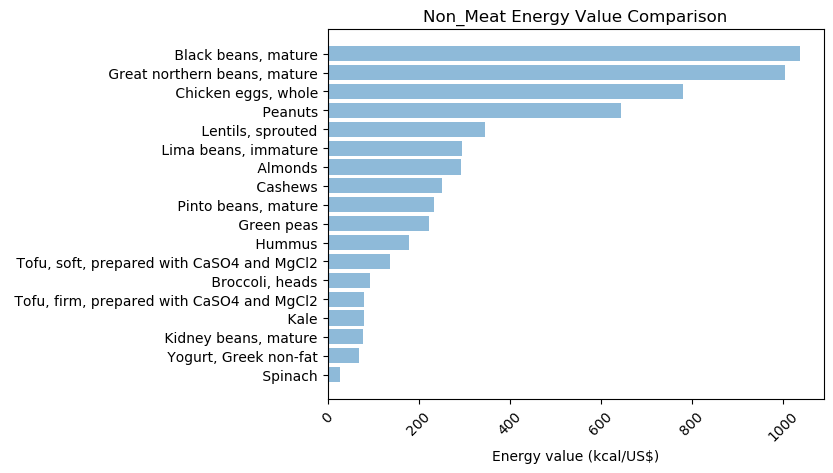 Non_Meat Energy Value Comparison
Black beans, mature
Great northern beans, mature
Chicken eggs, whole
Peanuts
Lentils, sprouted
Lima beans, immature
Almonds
Cashews
Pinto beans, mature
Green peas
Hummus
Tofu, soft, prepared with CaSO4 and MgCl2
Broccoli, heads
Tofu, firm, prepared with CaSO4 and MgCl2
Kale
Kidney beans, mature
Yogurt, Greek non-fat
Spinach
0 200 400 600 800 1000
Energy value (kcal/US$)